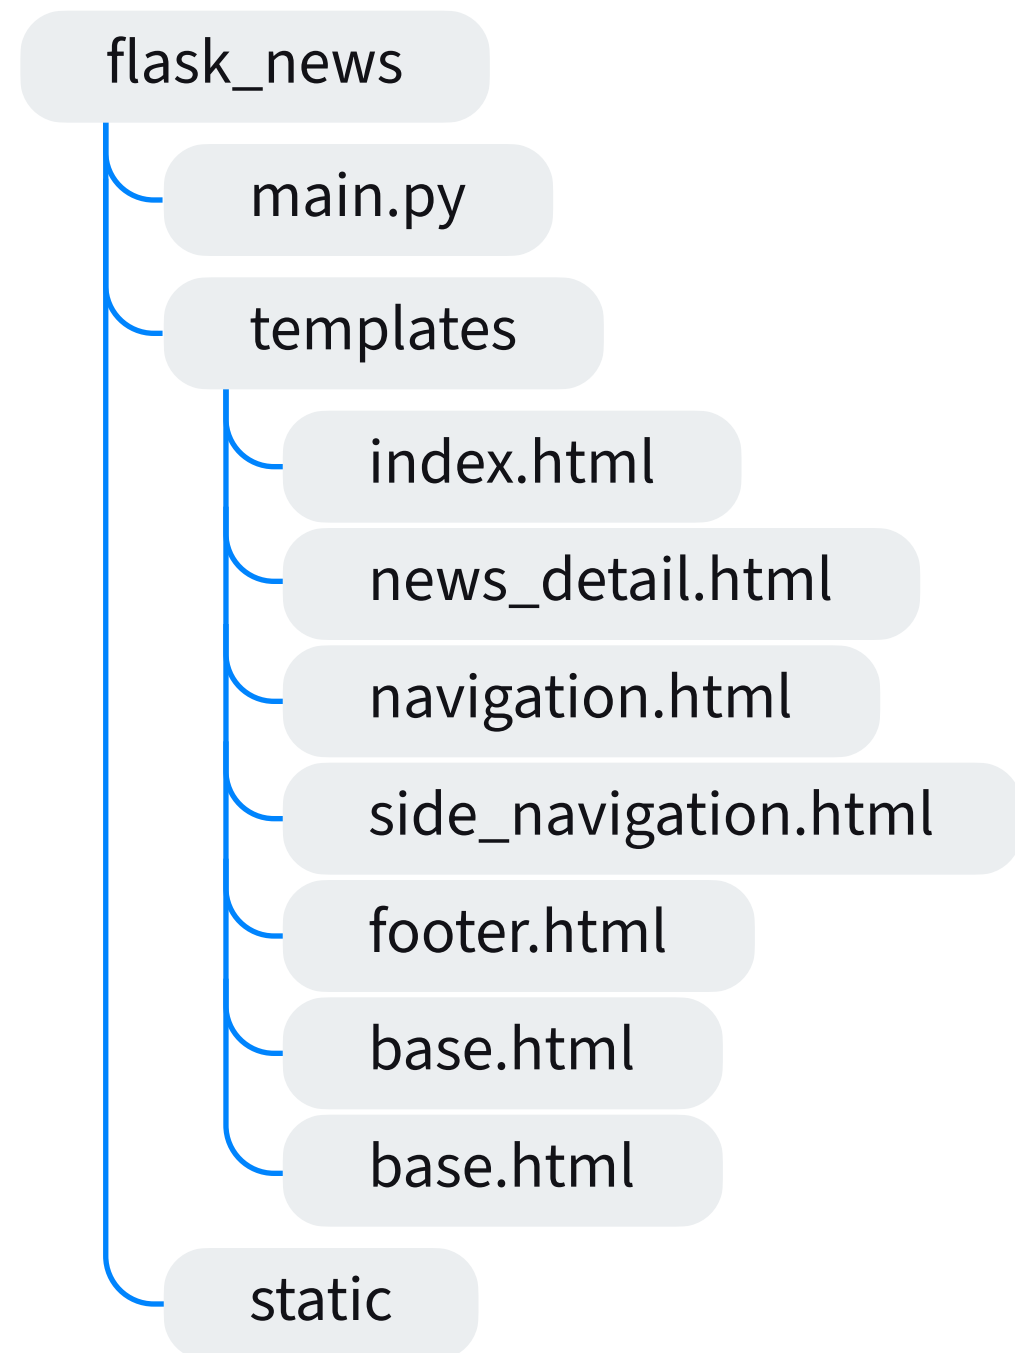 flask_news
main.py
templates
index.html
news_detail.html
navigation.html
side_navigation.html
footer.html
base.html
base.html
static